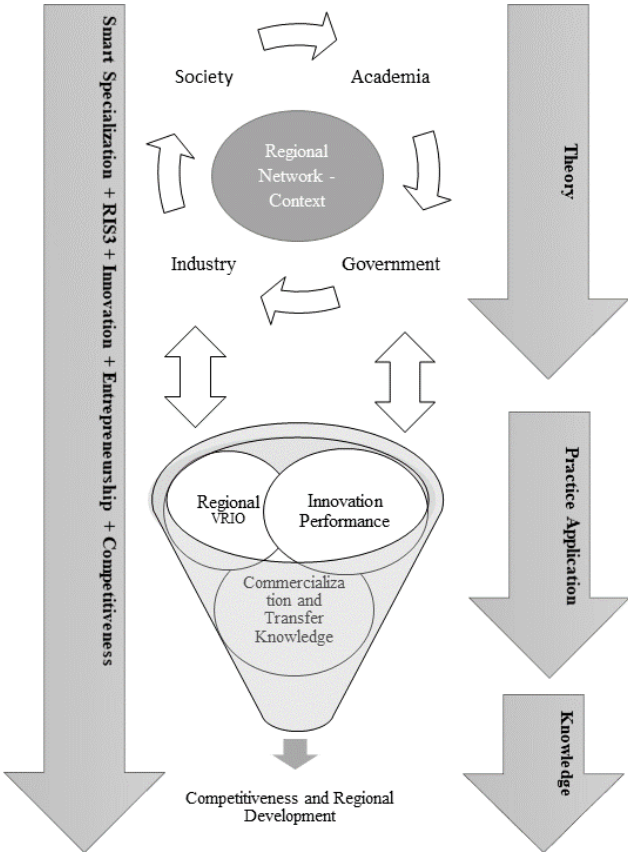 Smart Specialization + RIS3 + Innovation + Entrepreneurship + Competitiveness
Society
Academia
Regional
Network -
Context
Industry
Government
Theory
Regional
VRIO
Innovation
Performance
Commercializa
tion and
Transfer
Knowledge
Practice Application
Competitiveness and Regional
Development
Knowledge